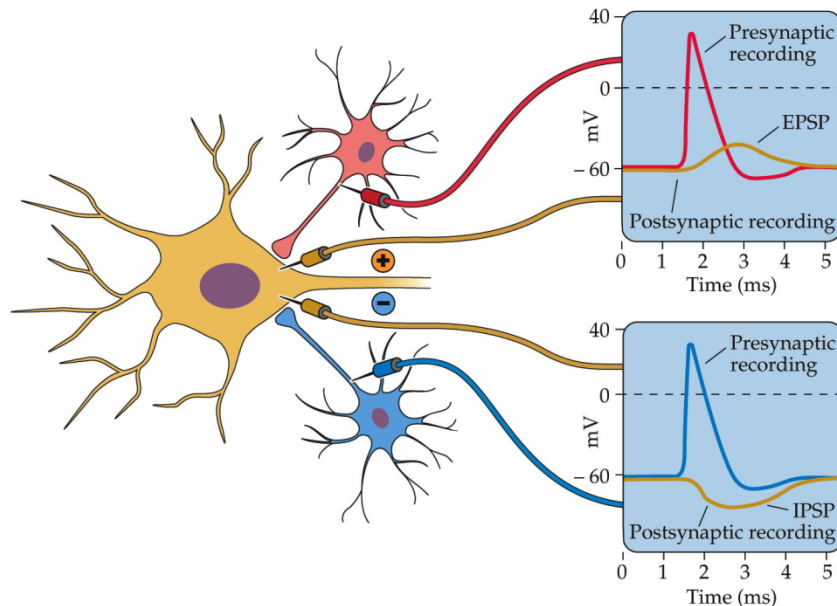 40
Presynaptic
recording
0
mV
EPSP
– 60
Postsynaptic recording
0 1 2 3 4 5
Time (ms)
+
–
40
Presynaptic
recording
0
mV
– 60
IPSP
Postsynaptic recording
0 1 2 3 4 5
Time (ms)